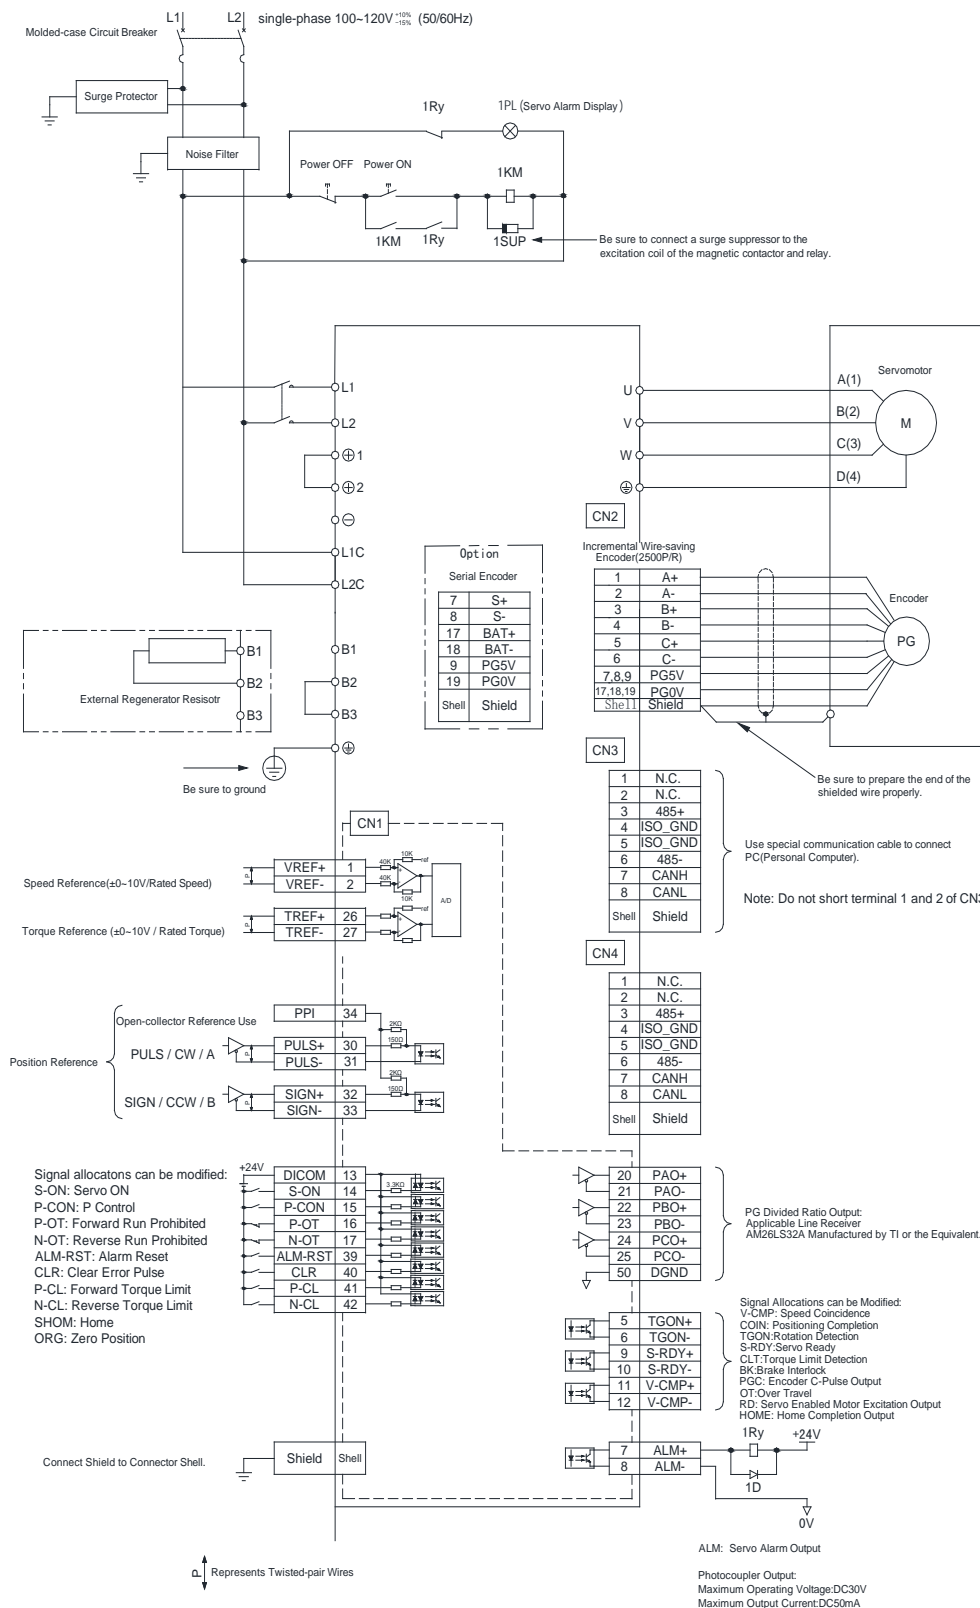 L1 L2 single-phase 100~120V +10% -15% (50/60Hz)
Molded-case Circuit Breaker
Surge Protector
Noise Filter
1Ry 1PL (Servo Alarm Display)
Power OFF Power ON 1KM
1KM 1Ry 1SUP
Be sure to connect a surge suppressor to the
excitation coil of the magnetic contactor and relay.
L1
L2
⊕1
⊕2
⊖
L1C
L2C
B1
B2
B3
B1
B2
B3
External Regenerator Resisotr
Be sure to ground
U
V
W
A(1)
B(2)
C(3)
D(4)
Servomotor
M
Option
Serial Encoder
7 S+
8 S-
17 BAT+
18 BAT-
9 PG5V
19 PG0V
Shell Shield
CN2
Incremental Wire-saving
Encoder(2500P/R)
1 A+
2 A-
3 B+
4 B-
5 C+
6 C-
7,8,9 PG5V
17,18,19 PG0V
Shell Shield
Encoder
PG
Be sure to prepare the end of the
shielded wire properly.
CN3
1 N.C.
2 N.C.
3 485+
4 ISO_GND
5 ISO_GND
6 485-
7 CANH
8 CANL
Shell Shield
Use special communication cable to connect
PC(Personal Computer).
Note: Do not short terminal 1 and 2 of CN3
CN4
1 N.C.
2 N.C.
3 485+
4 ISO_GND
5 ISO_GND
6 485-
7 CANH
8 CANL
Shell Shield
CN1
Speed Reference(±0~10V/Rated Speed)
P
VREF+ 1
VREF- 2
40K
40K
10K
ref
A/D
Torque Reference (±0~10V / Rated Torque)
P
TREF+ 26
TREF- 27
10K
ref
PPI 34
Open-collector Reference Use
Position Reference
PULS / CW / A
P
PULS+ 30
PULS- 31
2KΩ
150Ω
SIGN / CCW / B
P
SIGN+ 32
SIGN- 33
2KΩ
150Ω
Signal allocatons can be modified:
S-ON: Servo ON
P-CON: P Control
P-OT: Forward Run Prohibited
N-OT: Reverse Run Prohibited
ALM-RST: Alarm Reset
CLR: Clear Error Pulse
P-CL: Forward Torque Limit
N-CL: Reverse Torque Limit
SHOM: Home
ORG: Zero Position
+24V
DICOM 13
S-ON 14
P-CON 15
P-OT 16
N-OT 17
ALM-RST 39
CLR 40
P-CL 41
N-CL 42
3.3KΩ
20 PAO+
21 PAO-
22 PBO+
23 PBO-
24 PCO+
25 PCO-
50 DGND
PG Divided Ratio Output:
Applicable Line Receiver
AM26LS32A Manufactured by TI or the Equivalent.
5 TGON+
6 TGON-
9 S-RDY+
10 S-RDY-
11 V-CMP+
12 V-CMP-
Signal Allocations can be Modified:
V-CMP: Speed Coincidence
COIN: Positioning Completion
TGON:Rotation Detection
S-RDY:Servo Ready
CLT:Torque Limit Detection
BK:Brake Interlock
PGC: Encoder C-Pulse Output
OT:Over Travel
RD: Servo Enabled Motor Excitation Output
HOME: Home Completion Output
7 ALM+
8 ALM-
1Ry +24V
1D
0V
Connect Shield to Connector Shell.
Shield Shell
ALM: Servo Alarm Output
P Represents Twisted-pair Wires
Photocoupler Output:
Maximum Operating Voltage:DC30V
Maximum Output Current:DC50mA